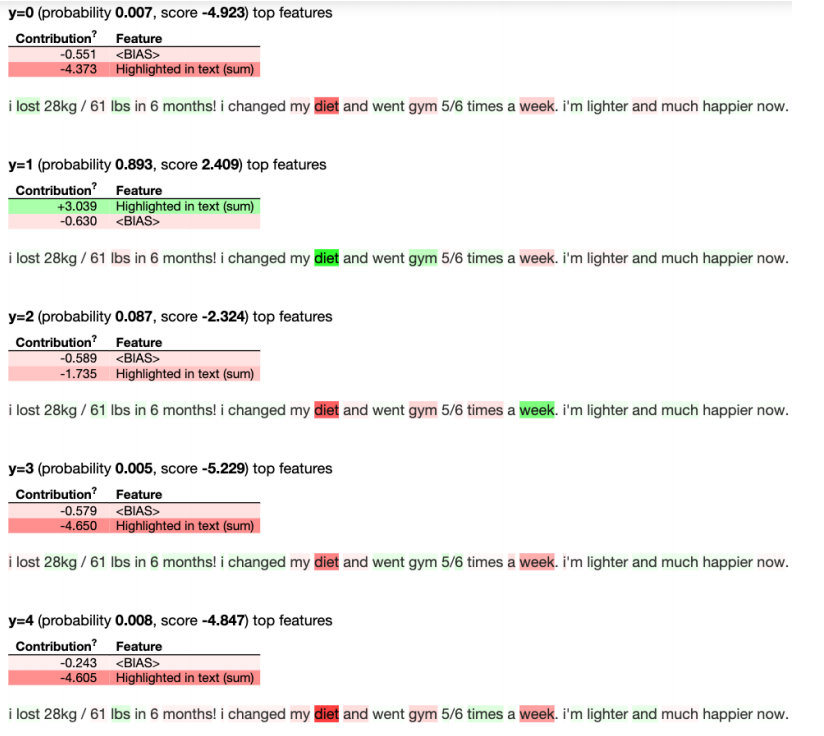 y=0 (probability 0.007, score -4.923) top features
Contribution? Feature
-0.551 <BIAS>
-4.373 Highlighted in text (sum)
i lost 28kg / 61 lbs in 6 months! i changed my diet and went gym 5/6 times a week. i'm lighter and much happier now.
y=1 (probability 0.893, score 2.409) top features
Contribution? Feature
+3.039 Highlighted in text (sum)
-0.630 <BIAS>
i lost 28kg / 61 lbs in 6 months! i changed my diet and went gym 5/6 times a week. i'm lighter and much happier now.
y=2 (probability 0.087, score -2.324) top features
Contribution? Feature
-0.589 <BIAS>
-1.735 Highlighted in text (sum)
i lost 28kg / 61 lbs in 6 months! i changed my diet and went gym 5/6 times a week. i'm lighter and much happier now.
y=3 (probability 0.005, score -5.229) top features
Contribution? Feature
-0.579 <BIAS>
-4.650 Highlighted in text (sum)
i lost 28kg / 61 lbs in 6 months! i changed my diet and went gym 5/6 times a week. i'm lighter and much happier now.
y=4 (probability 0.008, score -4.847) top features
Contribution? Feature
-0.243 <BIAS>
-4.605 Highlighted in text (sum)
i lost 28kg / 61 lbs in 6 months! i changed my diet and went gym 5/6 times a week. i'm lighter and much happier now.